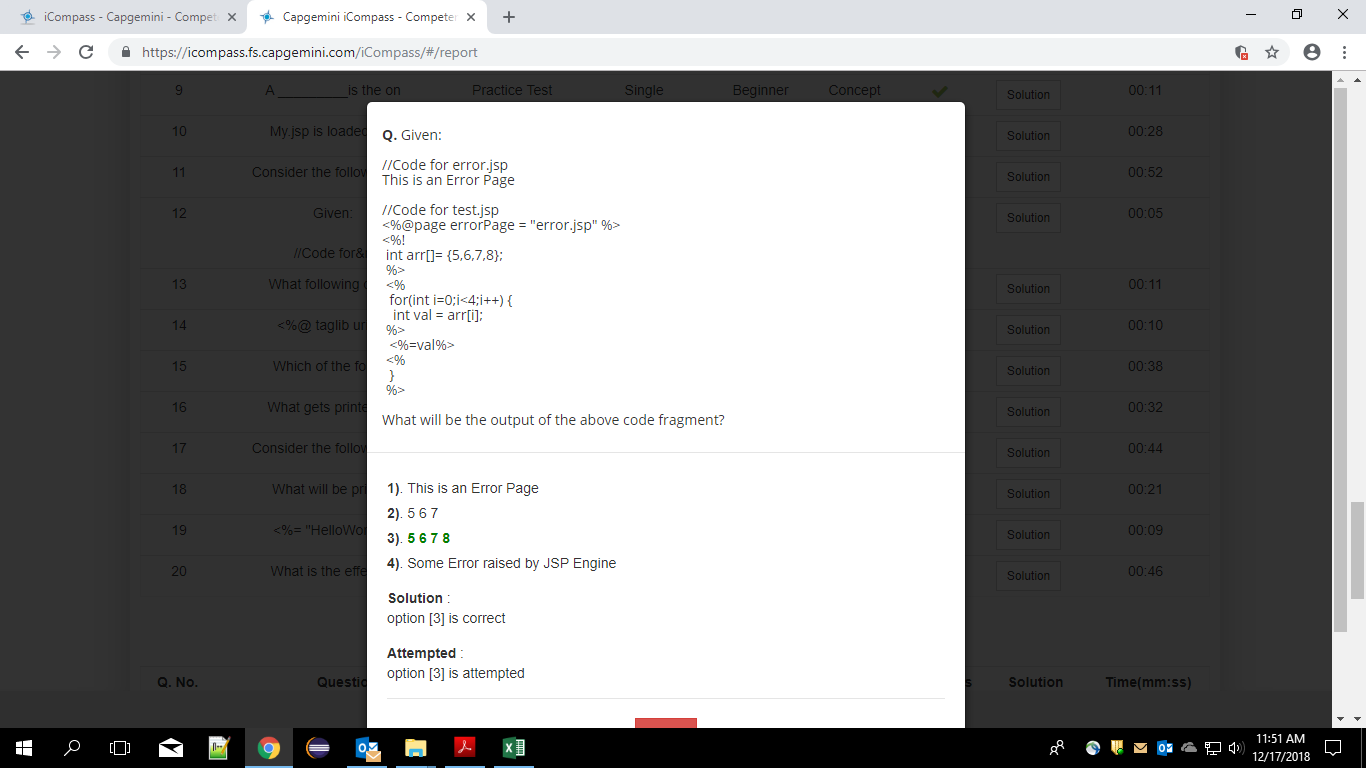 iCompass - Capgemini - Compet
Capgemini iCompass - Competen
https://icompass.fs.capgemini.com/iCompass/#/report
9 A __________is the on Practice Test Single Beginner Concept Solution 00:11
10 My.jsp is loaded Solution 00:28
11 Consider the follow Solution 00:52
12 Given: Solution 00:05
//Code for&
13 What following Solution 00:11
14 <%@ taglib uri Solution 00:10
15 Which of the fo Solution 00:38
16 What gets printe Solution 00:32
17 Consider the follow Solution 00:44
18 What will be pri Solution 00:21
19 <%= "HelloWor Solution 00:09
20 What is the effe Solution 00:46
Q. No. Questio s Solution Time(mm:ss)
Q. Given:
//Code for error.jsp
This is an Error Page
//Code for test.jsp
<%@page errorPage = "error.jsp" %>
<%!
int arr[]= {5,6,7,8};
%>
<%
for(int i=0;i<4;i++) {
int val = arr[i];
%>
<%=val%>
<%
}
%>
What will be the output of the above code fragment?
1). This is an Error Page
2). 5 6 7
3). 5 6 7 8
4). Some Error raised by JSP Engine
Solution :
option [3] is correct
Attempted :
option [3] is attempted
11:51 AM
12/17/2018